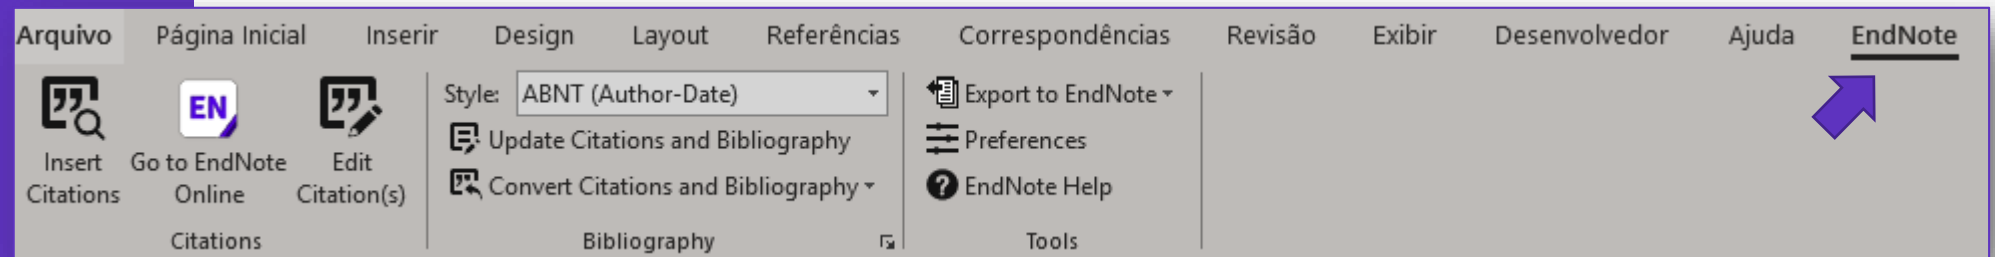 Arquivo Página Inicial Inserir Design Layout Referências Correspondências Revisão Exibir Desenvolvedor Ajuda EndNote
Insert
Citations
EN
Go to EndNote
Online
Edit
Citation(s)
Citations
Style: ABNT (Author-Date)
Update Citations and Bibliography
Convert Citations and Bibliography
Bibliography
Export to EndNote
Preferences
EndNote Help
Tools